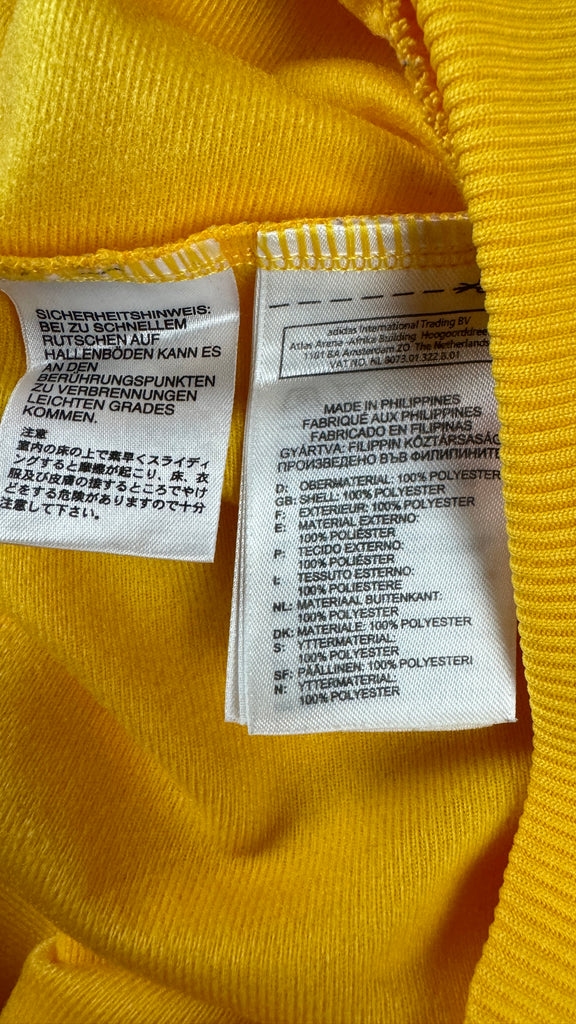 SICHERHEITSHINWEIS:
BEI ZU SCHNELLEM
RUTSCHEN AUF
HALLENBÖDEN KANN ES
AN DEN
BERÜHRUNGSPUNKTEN
ZU VERBRENNUNGEN
LEICHTEN GRADES
KOMMEN.
注意
室内の床の上で素早くスライディ
ングすると摩擦が起こり、床、衣
服及び皮膚の接するところでやけ
どをする危険がありますので十分
注意して下さい。
adidas International Trading BV
Atlas Arena -Afrika Building Hoogoorddree
1101 BA Amsterdam ZO The Netherlands
VAT NO. NL 8073.01.322.B.01
MADE IN PHILIPPINES
FABRIQUÉ AUX PHILIPPINES
FABRICADO EN FILIPINAS
GYÁRTVA: FILIPPIN KÖZTÁRSASÁG
ПРОИЗВЕДЕНО ВЪВ ФИЛИПИНИТЕ
D: OBERMATERIAL: 100% POLYESTER
GB: SHELL: 100% POLYESTER
F: EXTERIEUR: 100% POLYESTER
E: MATERIAL EXTERNO:
100% POLIÉSTER
P: TECIDO EXTERNO:
100% POLIÉSTER
I: TESSUTO ESTERNO:
100% POLIESTERE
NL: MATERIAAL BUITENKANT:
100% POLYESTER
DK: MATERIALE: 100% POLYESTER
S: YTTERMATERIAL:
100% POLYESTER
SF: PÄÄLLINEN: 100% POLYESTERI
N: YTTERMATERIAL:
100% POLYESTER